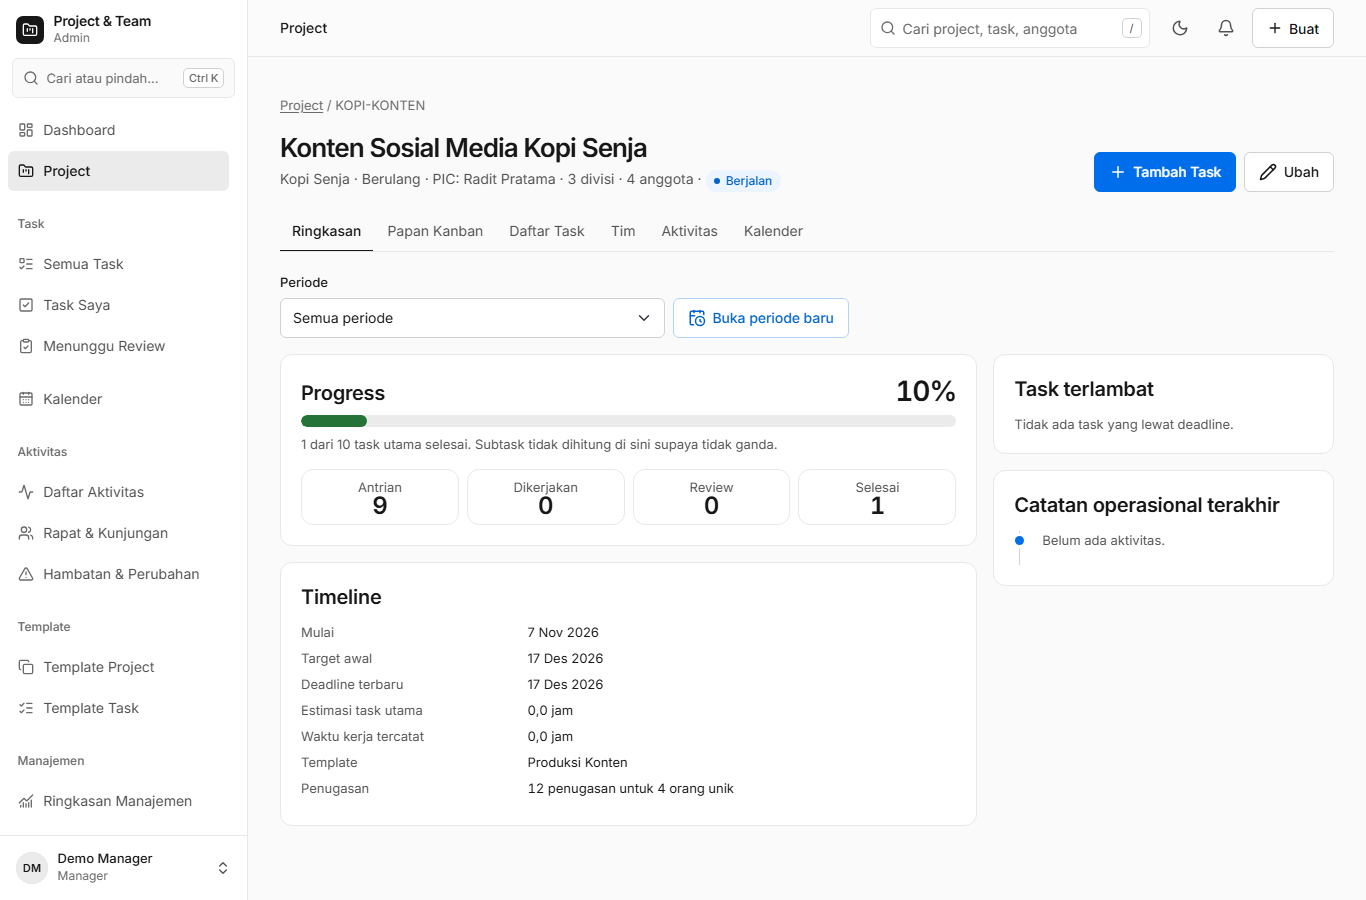 Project & Team
Admin
Cari atau pindah...
Ctrl K
Dashboard
Project
Task
Semua Task
Task Saya
Menunggu Review
Kalender
Aktivitas
Daftar Aktivitas
Rapat & Kunjungan
Hambatan & Perubahan
Template
Template Project
Template Task
Manajemen
Ringkasan Manajemen
DM
Demo Manager
Manager
Project
Cari project, task, anggota
/
Buat
Project / KOPI-KONTEN
Konten Sosial Media Kopi Senja
Kopi Senja · Berulang · PIC: Radit Pratama · 3 divisi · 4 anggota · Berjalan
Tambah Task
Ubah
Ringkasan
Papan Kanban
Daftar Task
Tim
Aktivitas
Kalender
Periode
Semua periode
Buka periode baru
Progress
10%
1 dari 10 task utama selesai. Subtask tidak dihitung di sini supaya tidak ganda.
Antrian
9
Dikerjakan
0
Review
0
Selesai
1
Timeline
Mulai 7 Nov 2026
Target awal 17 Des 2026
Deadline terbaru 17 Des 2026
Estimasi task utama 0,0 jam
Waktu kerja tercatat 0,0 jam
Template Produksi Konten
Penugasan 12 penugasan untuk 4 orang unik
Task terlambat
Tidak ada task yang lewat deadline.
Catatan operasional terakhir
Belum ada aktivitas.